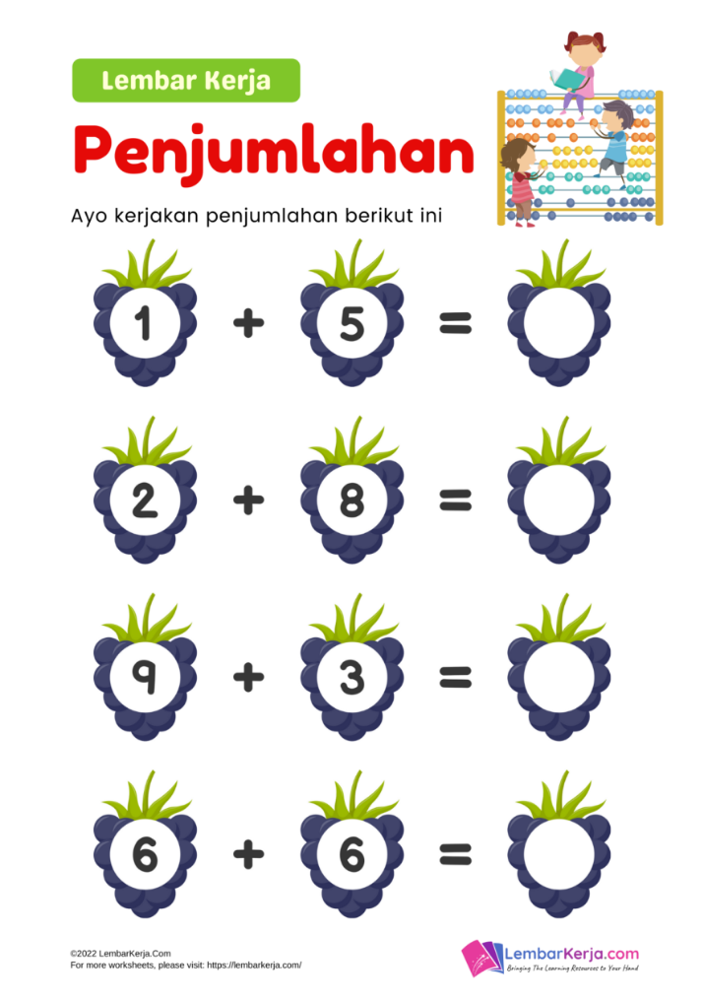 Lembar Kerja
Penjumlahan
Ayo kerjakan penjumlahan berikut ini
1 + 5 =
2 + 8 =
9 + 3 =
6 + 6 =
©2022 LembarKerja.Com
For more worksheets, please visit: https://lembarkerja.com/
LembarKerja.com
Bringing The Learning Resources to Your Hand